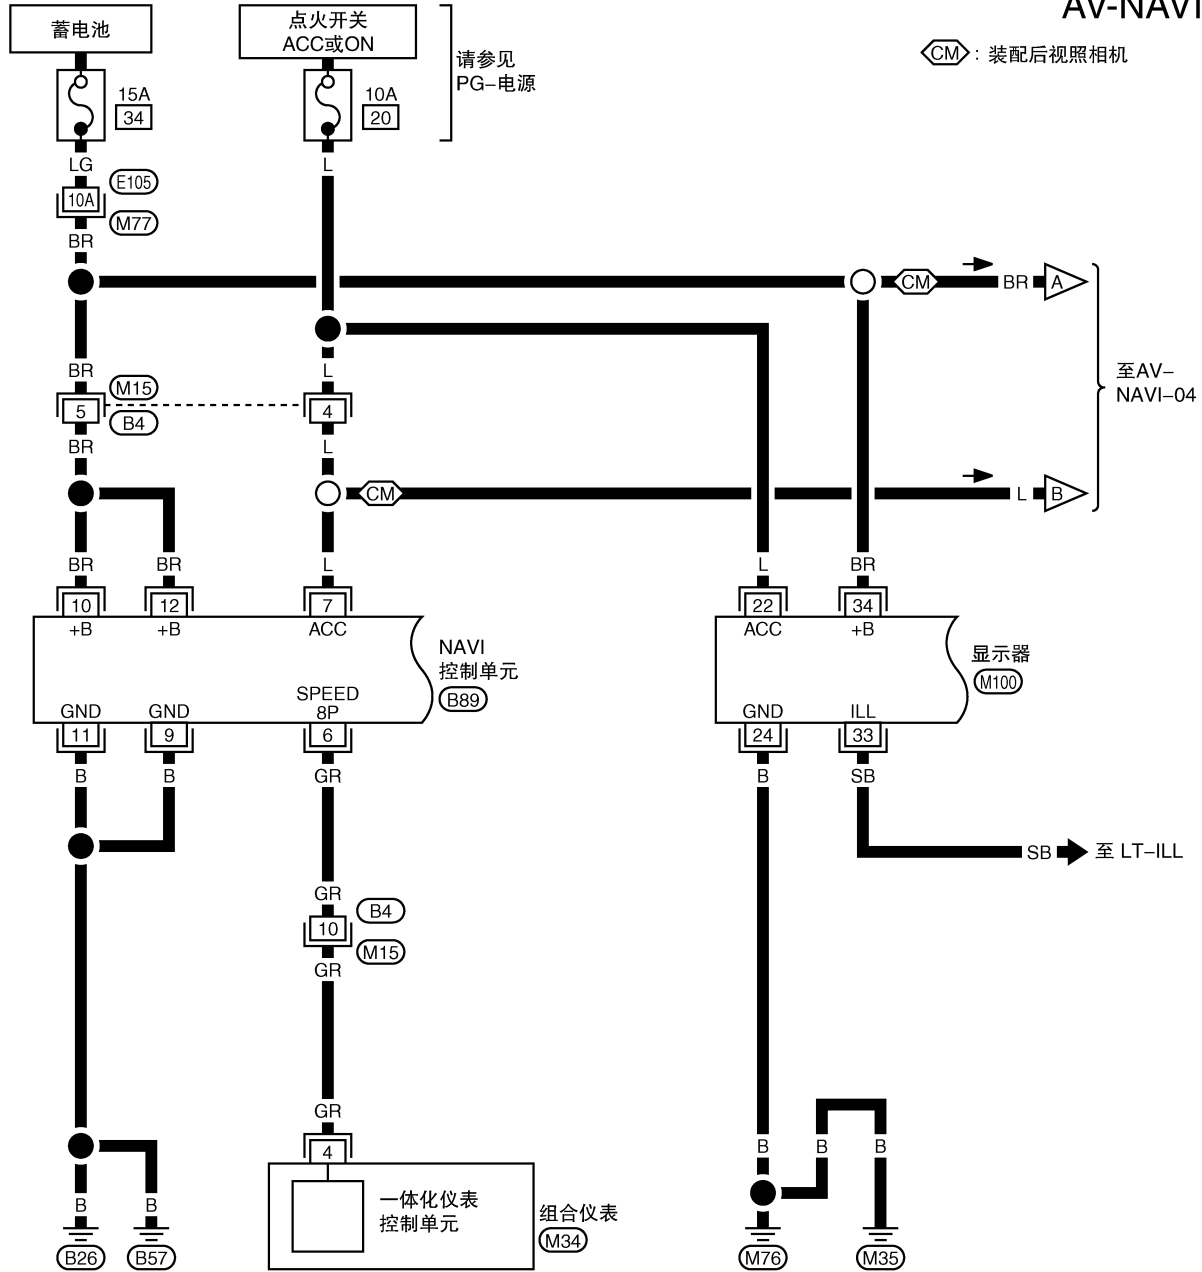 AV-NAVI
蓄电池
点火开关
ACC或ON
请参见
PG-电源
CM : 装配后视照相机
15A
34
10A
20
LG
L
10A
E105
M77
BR
CM
BR
A
BR
L
至AV-
NAVI-04
M15
5
4
B4
BR
L
CM
L
B
BR
BR
L
L
BR
10
12
7
22
34
+B
+B
ACC
ACC
+B
NAVI
控制单元
B89
显示器
M100
GND
GND
SPEED
8P
GND
ILL
11
9
6
24
33
B
B
GR
B
SB
SB
至 LT-ILL
GR
B4
10
M15
GR
GR
4
B
B
B
一体化仪表
控制单元
组合仪表
M34
B
B
B26
B57
M76
M35